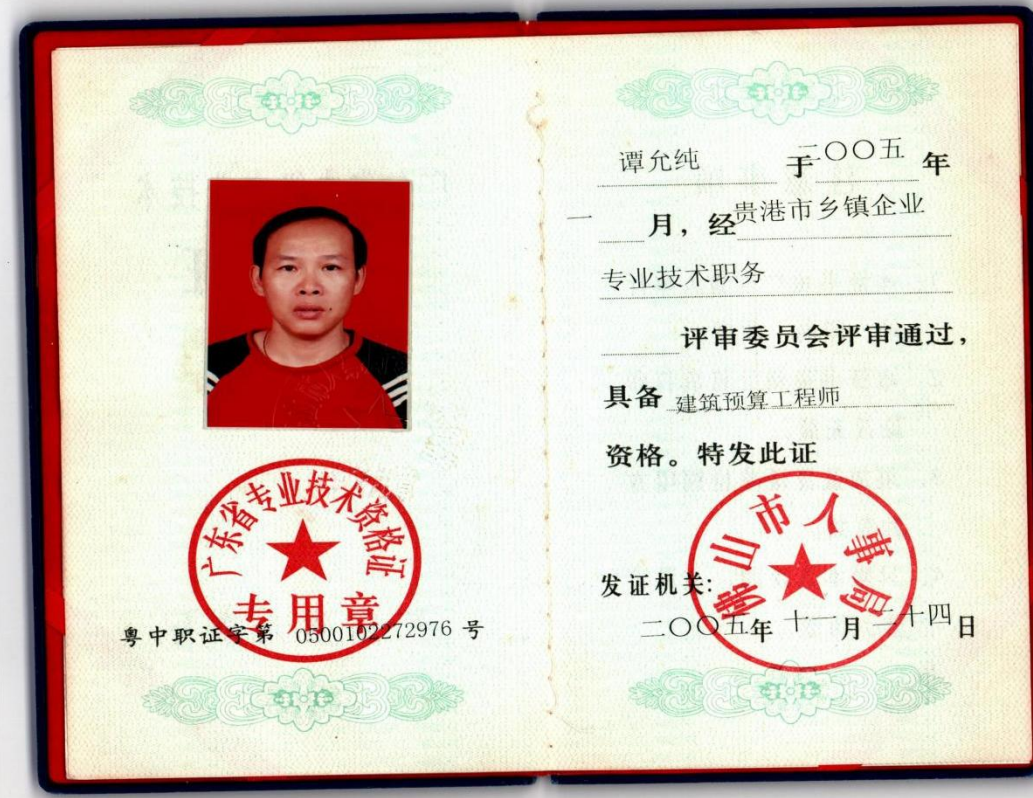 广东省专业技术资格证
专用章
粤中职证字第 0500102272976 号
谭允纯 于二〇〇五年
一月，经贵港市乡镇企业
专业技术职务
评审委员会评审通过，
具备 建筑预算工程师
资格。特发此证
佛山市人事局
发证机关:
二〇〇五年 十一月 二十四日